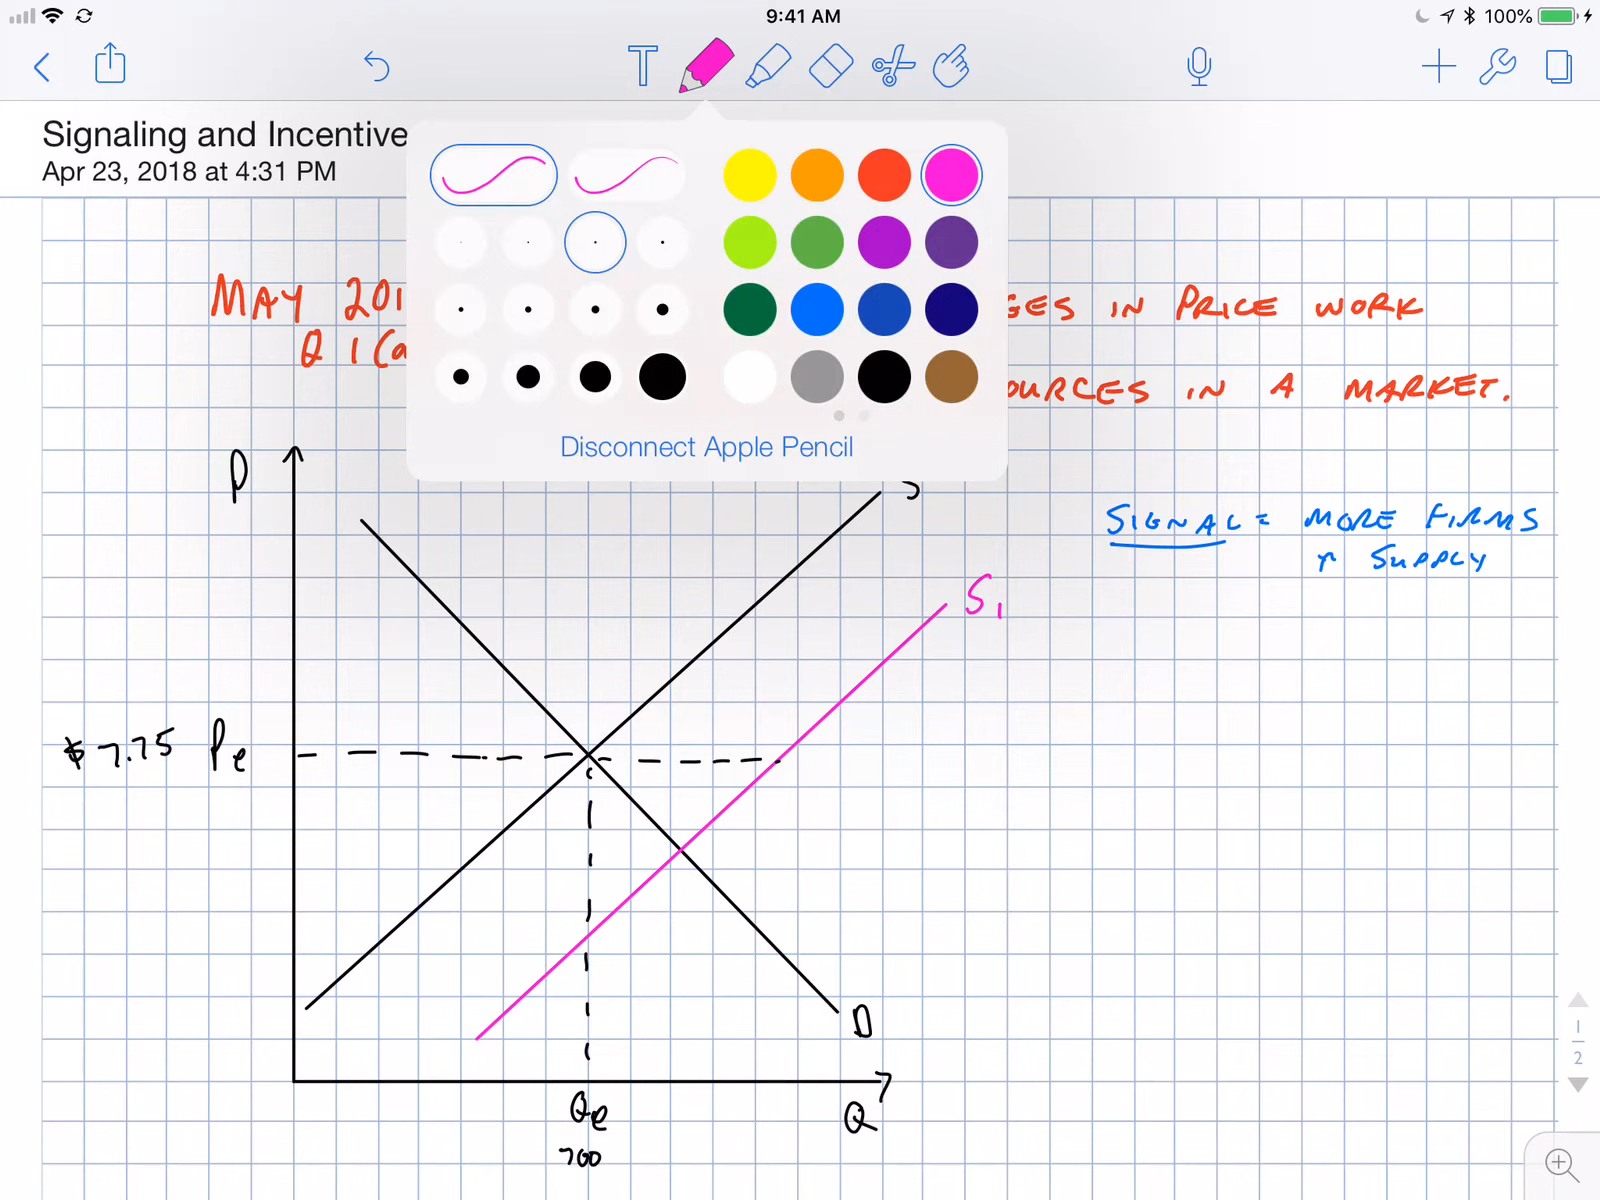 9:41 AM
100%
T
Signaling and Incentive
Apr 23, 2018 at 4:31 PM
Disconnect Apple Pencil
MAY 201
GES IN PRICE WORK
Q 1(a
OURCES IN A MARKET.
P
S
SIGNAL = MORE FIRMS
↑ SUPPLY
S1
$7.75 Pe
D
Qe
Q
700
1
2